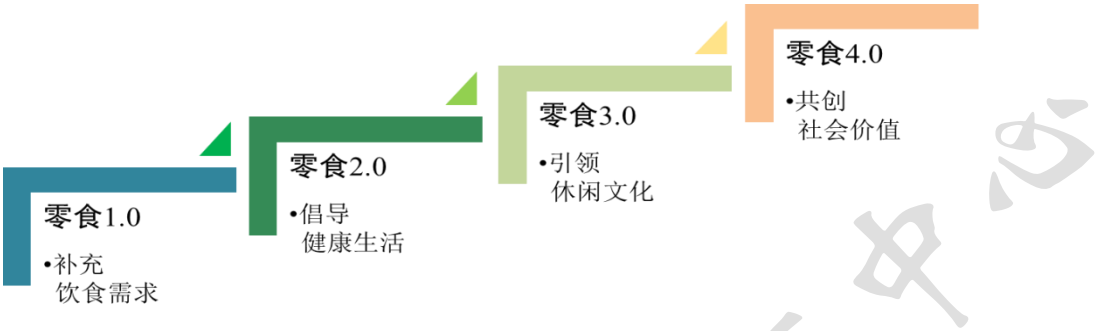 零食1.0
•补充
饮食需求
零食2.0
•倡导
健康生活
零食3.0
•引领
休闲文化
零食4.0
•共创
社会价值
中心